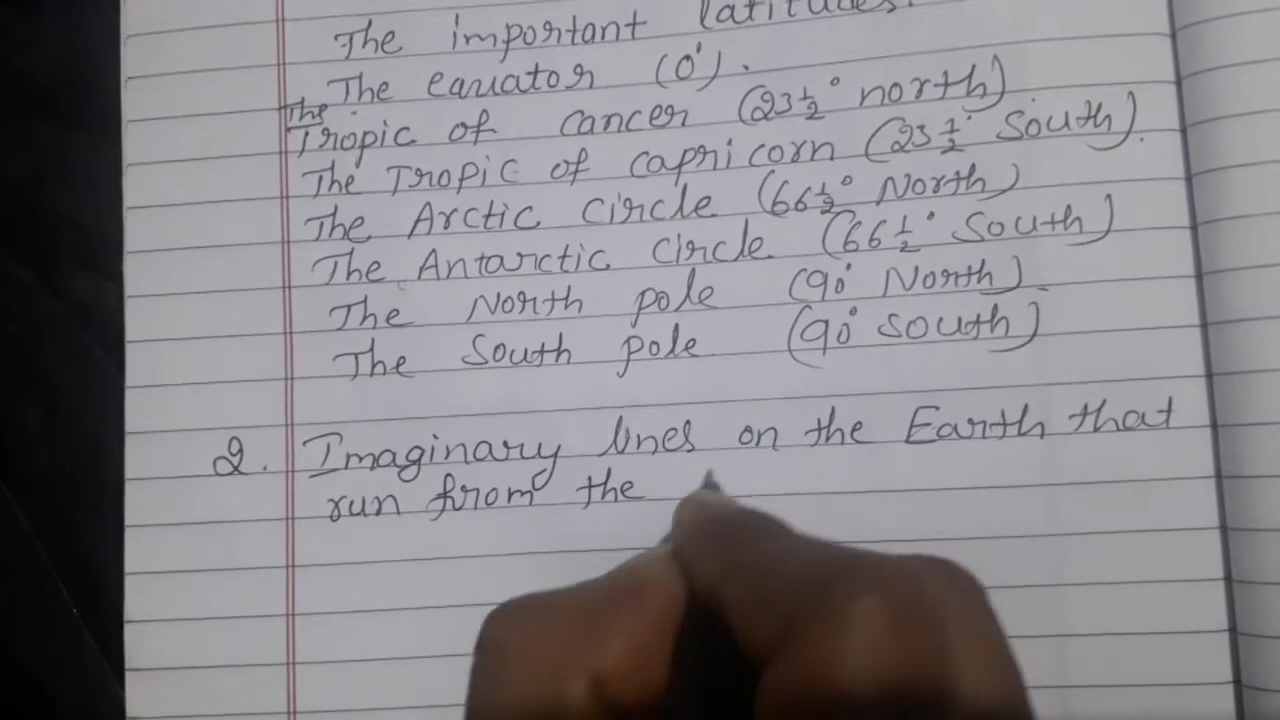 The important latitudes.
The equator (0°).
The
Tropic of cancer (23½° north)
The Tropic of capricorn (23½° South).
The Arctic Circle (66½° North)
The Antarctic Circle (66½° South)
The North pole (90° North)
The South pole (90° South)
2. Imaginary lines on the Earth that
run from the